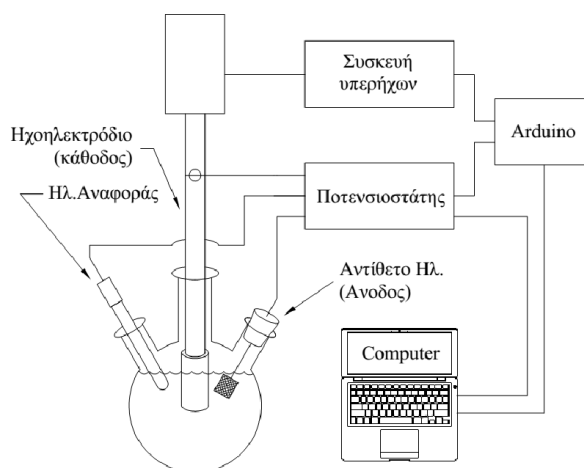 Συσκευή
υπερήχων
Arduino
Ηχοηλεκτρόδιο
(κάθοδος)
Ηλ.Αναφοράς
Ποτενσιοστάτης
Αντίθετο Ηλ.
(Ανοδος)
Computer